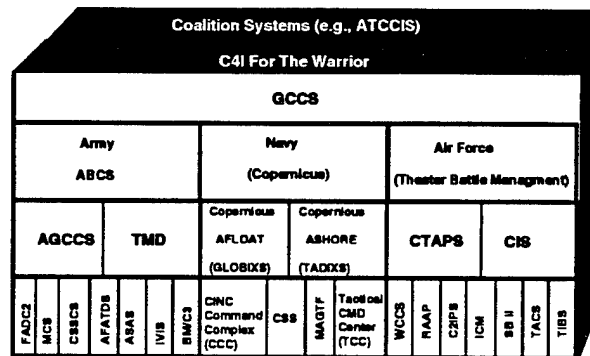 Coalition Systems (e.g., ATCCIS)
C4I For The Warrior
GCCS
Army
ABCS
Navy
(Copernicus)
Air Force
(Theater Battle Managment)
AGCCS
TMD
Copernicous
AFLOAT
(GLOBIXS)
Copernicous
ASHORE
(TADIXS)
CTAPS
CIS
FADC2
MCS
CSSCS
AFATDS
ASAS
IVIS
BM/C3
CINC
Command
Complex
(CCC)
CSS
MAGTF
Tactical
CMD
Center
(TCC)
WCCS
RAAP
C2IPS
ICM
SB II
TACS
TIBS